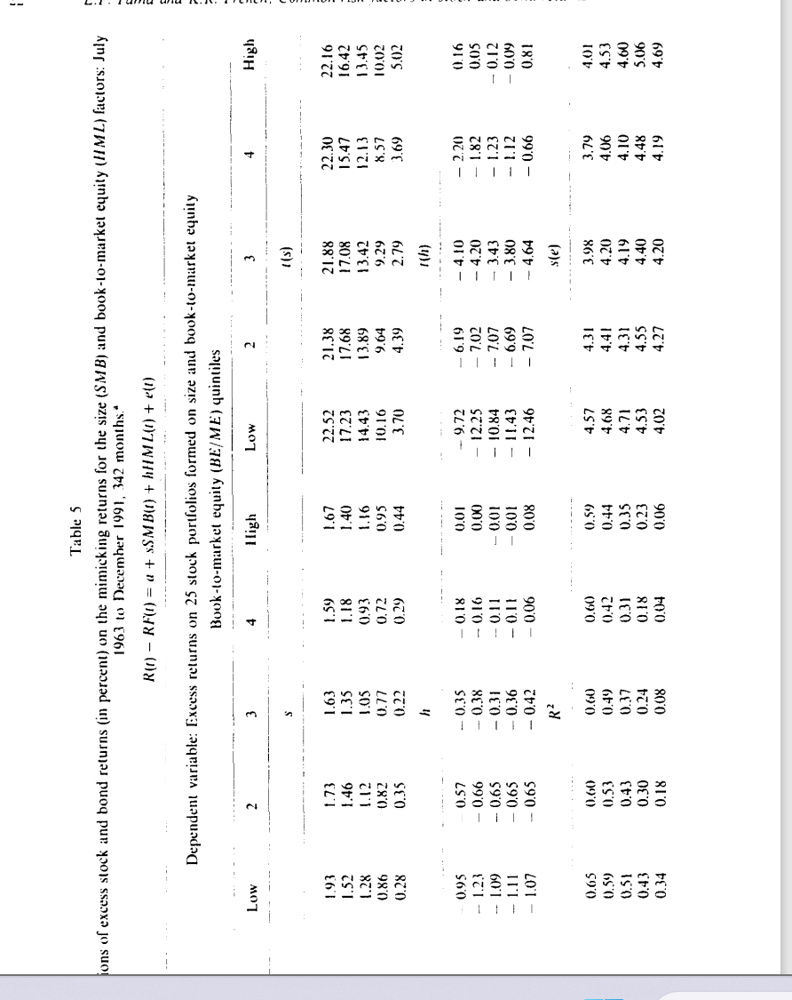 Table 5
ions of excess stock and bond returns (in percent) on the mimicking returns for the size (SMB) and book-to-market equity (HML) factors: July
1963 to December 1991, 342 months.ᵃ
R(t) − RF(t) = a + sSMB(t) + hHML(t) + e(t)
Dependent variable: Excess returns on 25 stock portfolios formed on size and book-to-market equity
Book-to-market equity (BE/ME) quintiles
Low 2 3 4 High Low 2 3 4 High
s t(s)
1.93 1.73 1.63 1.59 1.67 22.52 21.38 21.88 22.30 22.16
1.52 1.46 1.35 1.18 1.40 17.23 17.68 17.08 15.47 16.42
1.28 1.12 1.05 0.93 1.16 14.43 13.89 13.42 12.13 13.45
0.86 0.82 0.77 0.72 0.95 10.16 9.64 9.29 8.57 10.02
0.28 0.35 0.22 0.29 0.44 3.70 4.39 2.79 3.69 5.02
h t(h)
− 0.95 − 0.57 − 0.35 − 0.18 0.01 − 9.72 − 6.19 − 4.10 − 2.20 0.16
− 1.23 − 0.66 − 0.38 − 0.16 0.00 − 12.25 − 7.02 − 4.20 − 1.82 0.05
− 1.09 − 0.65 − 0.31 − 0.11 − 0.01 − 10.84 − 7.07 − 3.43 − 1.23 − 0.12
− 1.11 − 0.65 − 0.36 − 0.11 − 0.01 − 11.43 − 6.69 − 3.80 − 1.12 − 0.09
− 1.07 − 0.65 − 0.42 − 0.06 0.08 − 12.46 − 7.07 − 4.64 − 0.66 0.81
R² s(e)
0.65 0.60 0.60 0.60 0.59 4.57 4.31 3.98 3.79 4.01
0.59 0.53 0.49 0.42 0.44 4.68 4.41 4.20 4.06 4.53
0.51 0.43 0.37 0.31 0.35 4.71 4.31 4.19 4.10 4.60
0.43 0.30 0.24 0.18 0.23 4.53 4.55 4.40 4.48 5.06
0.34 0.18 0.08 0.04 0.06 4.02 4.27 4.20 4.19 4.69